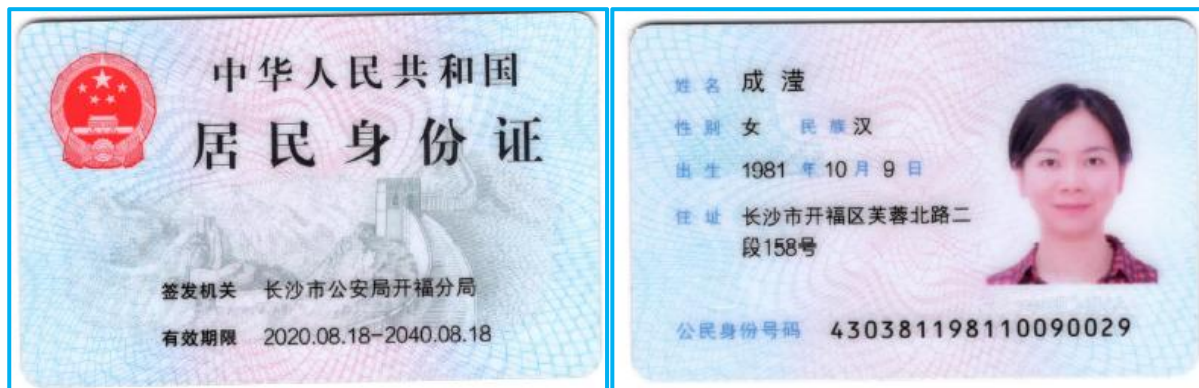 中华人民共和国
居民身份证
签发机关 长沙市公安局开福分局
有效期限 2020.08.18-2040.08.18
姓名 成滢
性别 女 民族 汉
出生 1981 年 10 月 9 日
住址 长沙市开福区芙蓉北路二
段158号
公民身份号码 430381198110090029